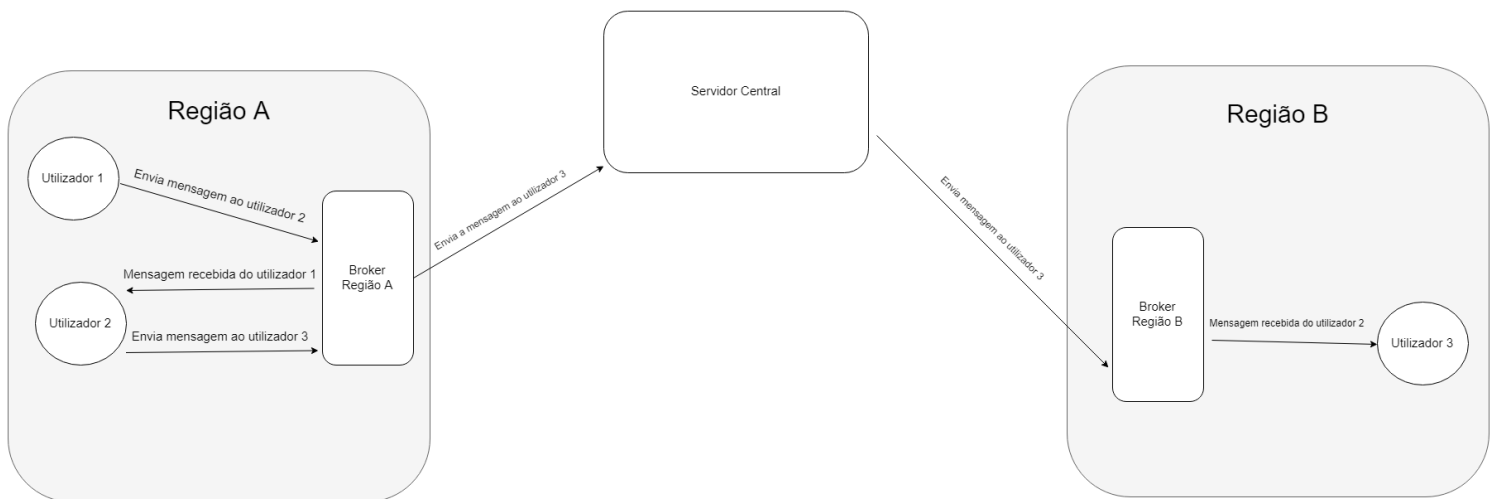 Região A
Utilizador 1
Envia mensagem ao utilizador 2
Mensagem recebida do utilizador 1
Utilizador 2
Envia mensagem ao utilizador 3
Broker
Região A
Envia a mensagem ao utilizador 3
Servidor Central
Envia mensagem ao utilizador 3
Região B
Broker
Região B
Mensagem recebida do utilizador 2
Utilizador 3